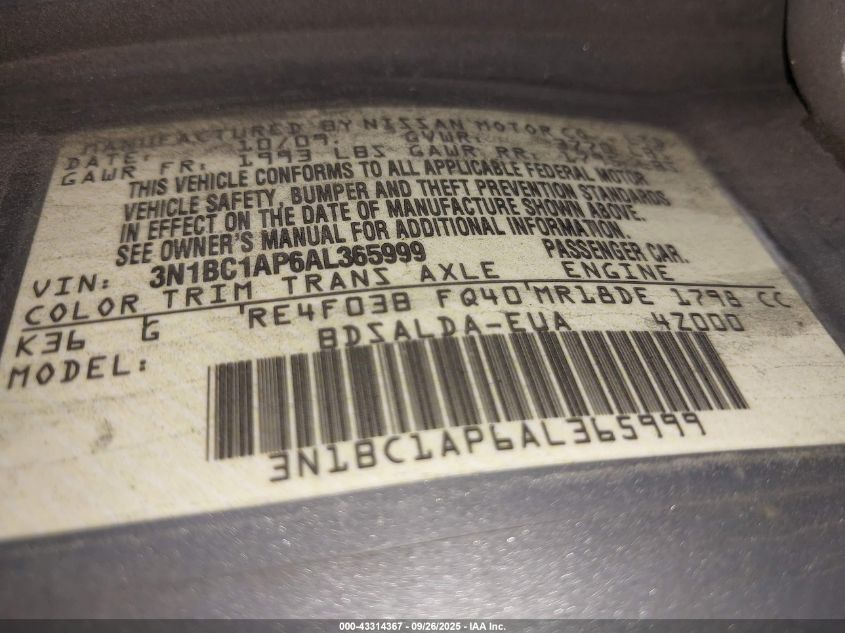 MANUFACTURED BY NISSAN MOTOR CO., LTD.
DATE: 10/09 GVWR: 3770 LBS
GAWR FR: 1993 LBS GAWR RR:
THIS VEHICLE CONFORMS TO ALL APPLICABLE FEDERAL MOTOR
VEHICLE SAFETY, BUMPER AND THEFT PREVENTION STANDARDS
IN EFFECT ON THE DATE OF MANUFACTURE SHOWN ABOVE.
SEE OWNER'S MANUAL FOR ADDITIONAL INFORMATION.
VIN: 3N1BC1AP6AL365999 PASSENGER CAR.
COLOR TRIM TRANS AXLE ENGINE
K36 G RE4F03B FQ40 MR18DE 1798 CC
MODEL: BDSALDA-EUA 4Z000
3N1BC1AP6AL365999
000-43314367 - 09/26/2025 - IAA Inc.